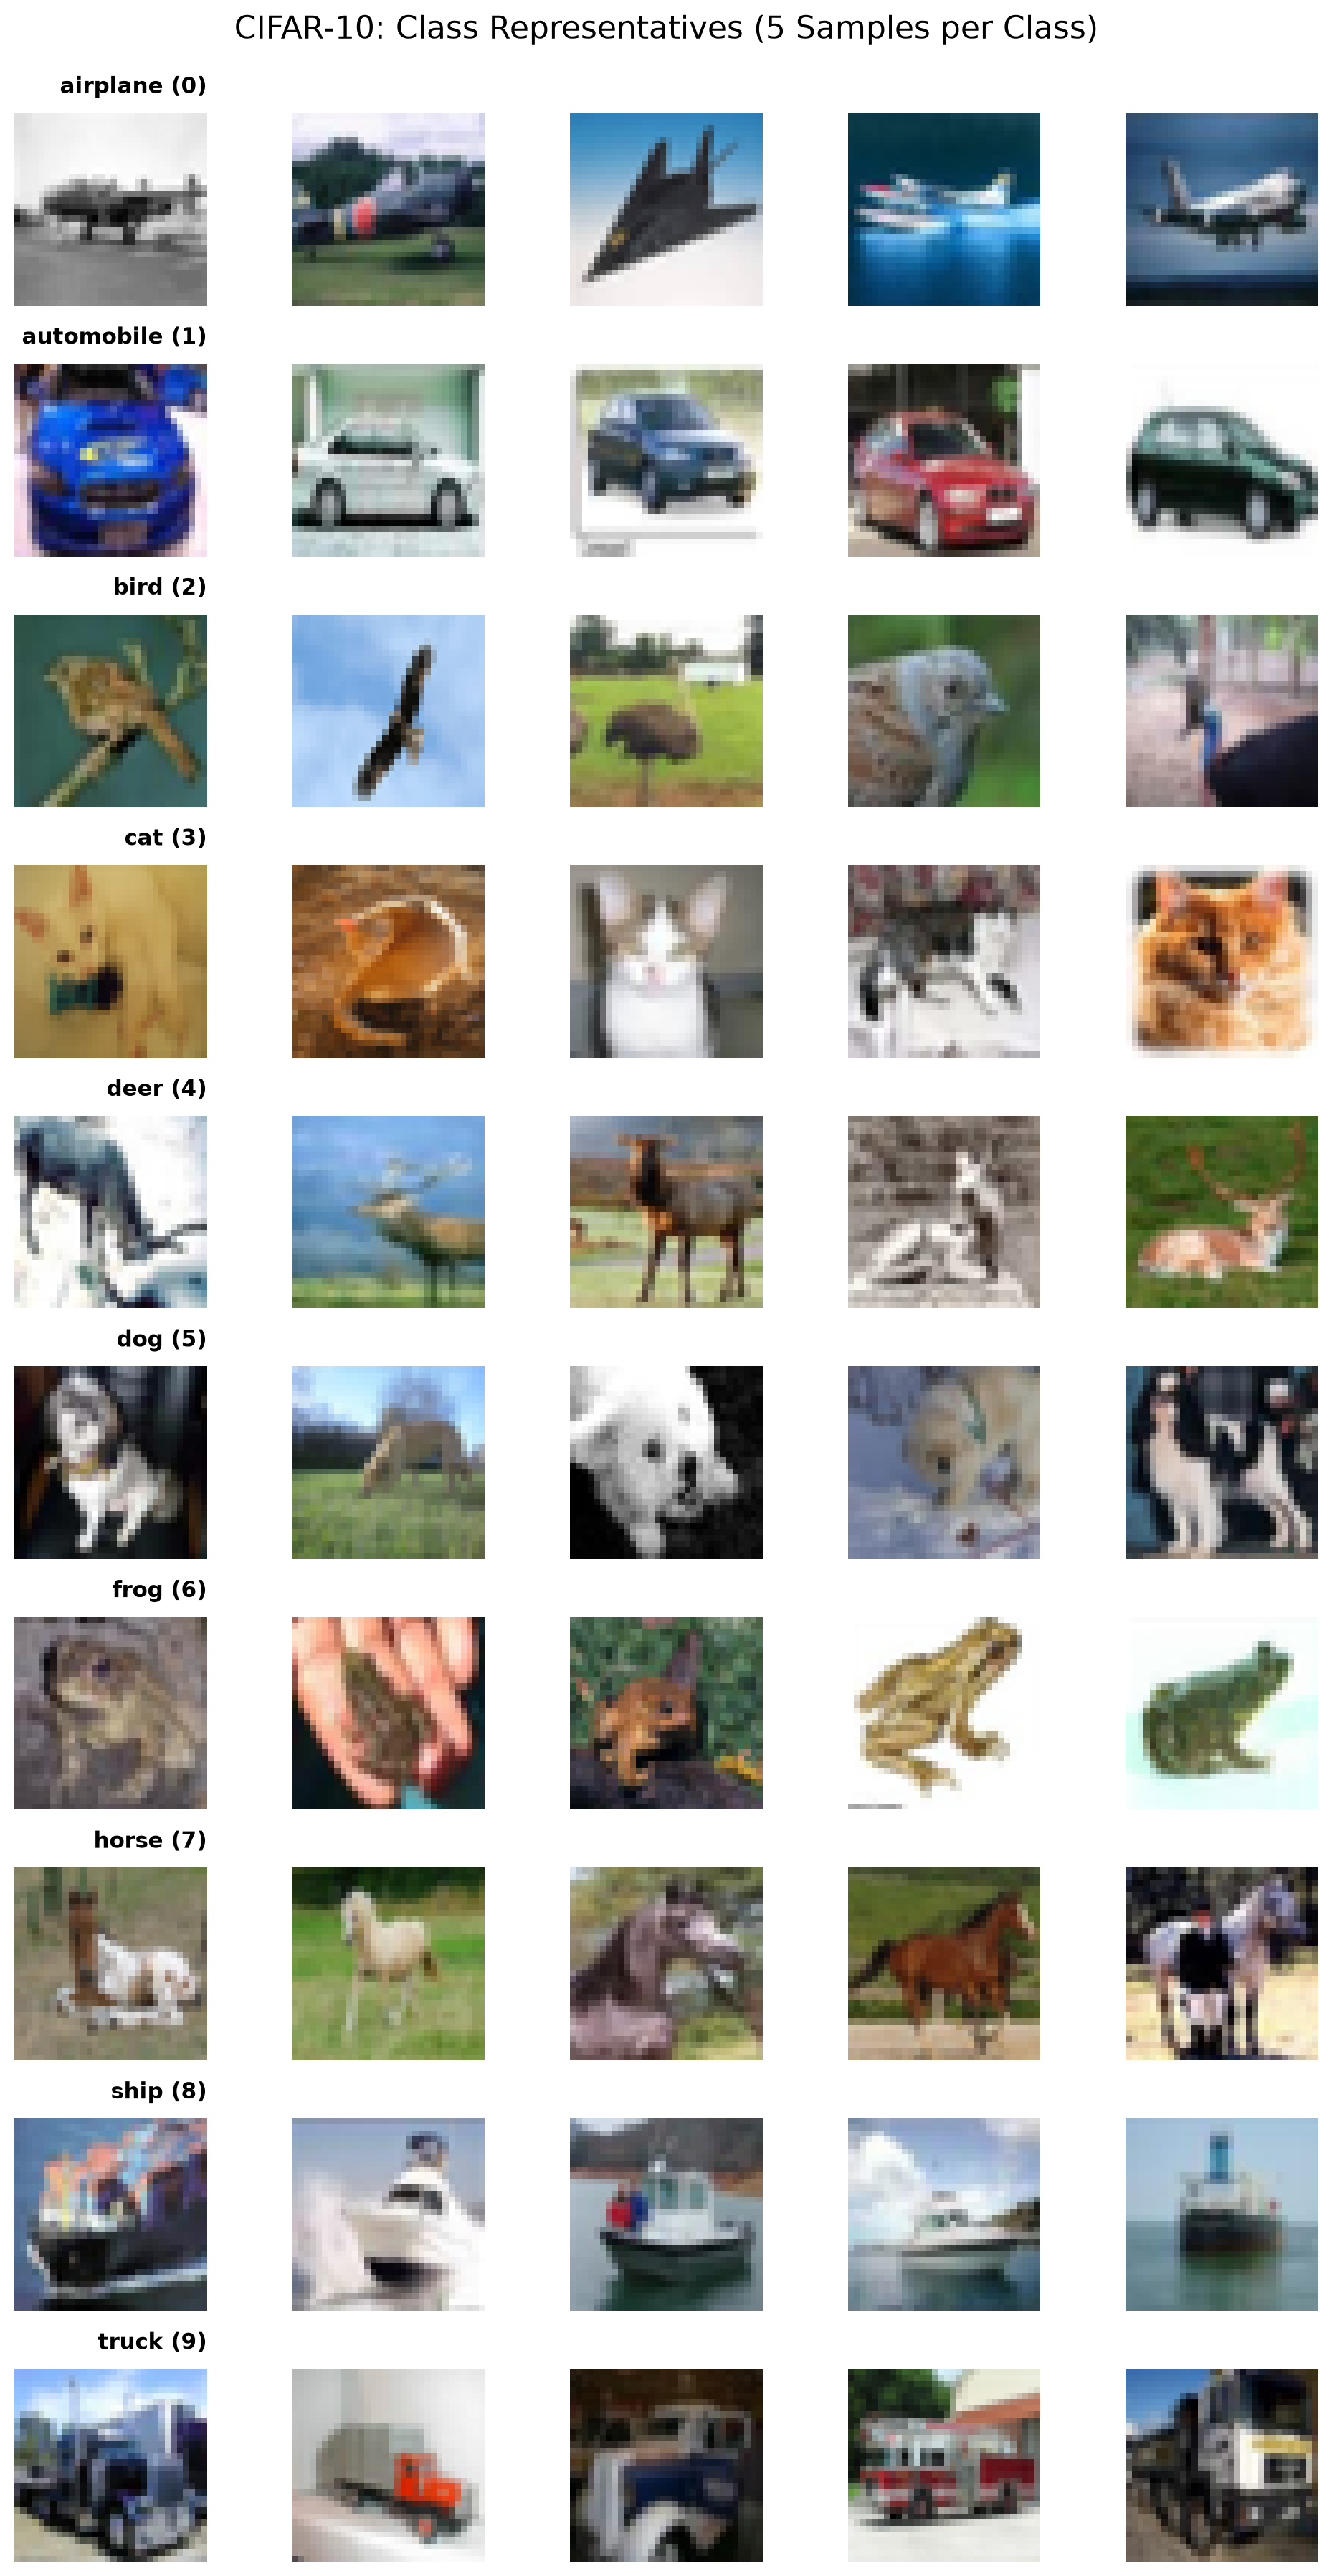 CIFAR-10: Class Representatives (5 Samples per Class)
airplane (0)
automobile (1)
bird (2)
cat (3)
deer (4)
dog (5)
frog (6)
horse (7)
ship (8)
truck (9)